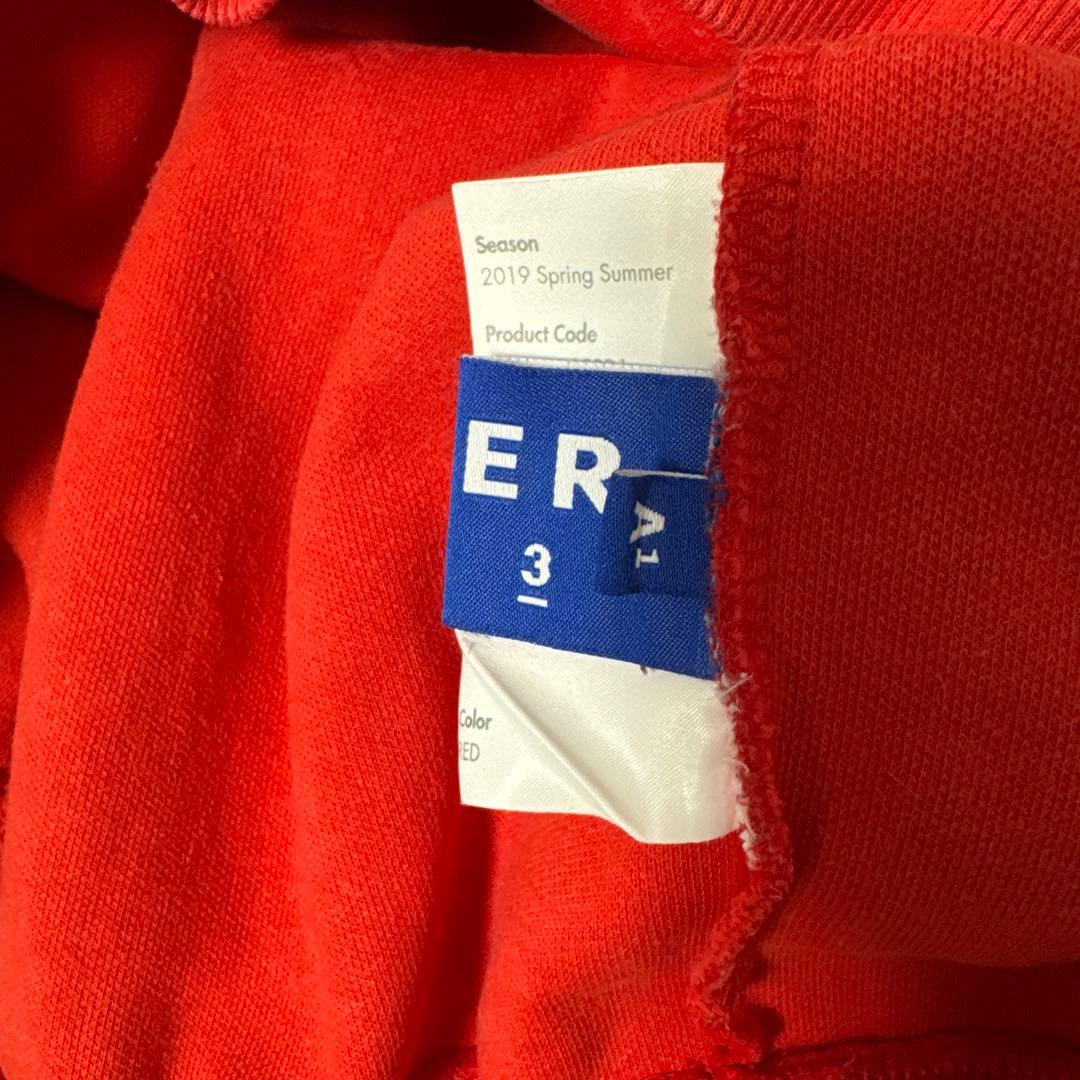 Season
2019 Spring Summer
Product Code
ER
3
A1
Color
RED